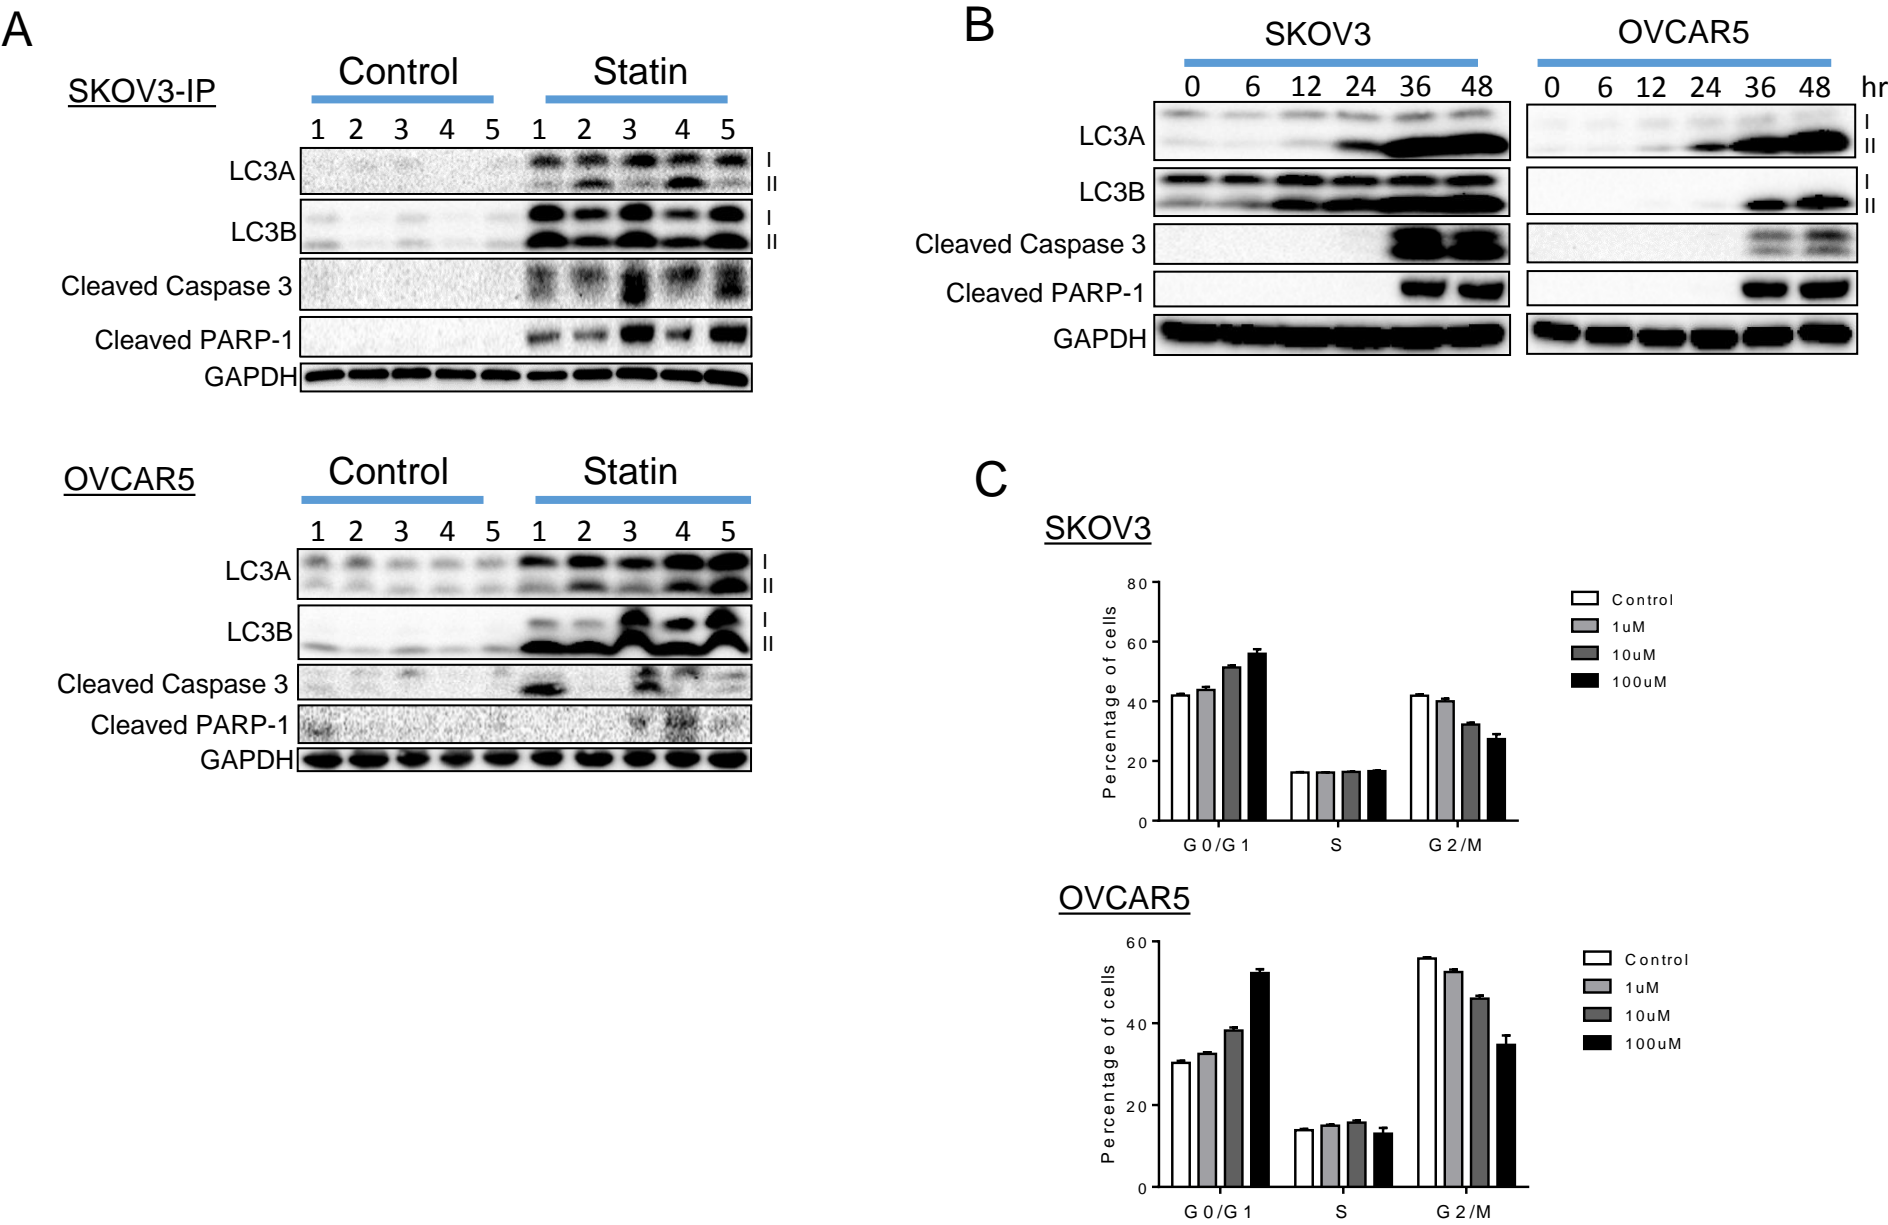 A
SKOV3-IP
Control Statin
1 2 3 4 5 1 2 3 4 5
LC3A I
II
LC3B I
II
Cleaved Caspase 3
Cleaved PARP-1
GAPDH
OVCAR5
Control Statin
1 2 3 4 5 1 2 3 4 5
LC3A I
II
LC3B I
II
Cleaved Caspase 3
Cleaved PARP-1
GAPDH
B
SKOV3 OVCAR5
0 6 12 24 36 48 0 6 12 24 36 48 hr
LC3A I
II
LC3B I
II
Cleaved Caspase 3
Cleaved PARP-1
GAPDH
C
SKOV3
Percentage of cells
80
60
40
20
0
G0/G1 S G2/M
Control
1uM
10uM
100uM
OVCAR5
Percentage of cells
60
40
20
0
G0/G1 S G2/M
Control
1uM
10uM
100uM